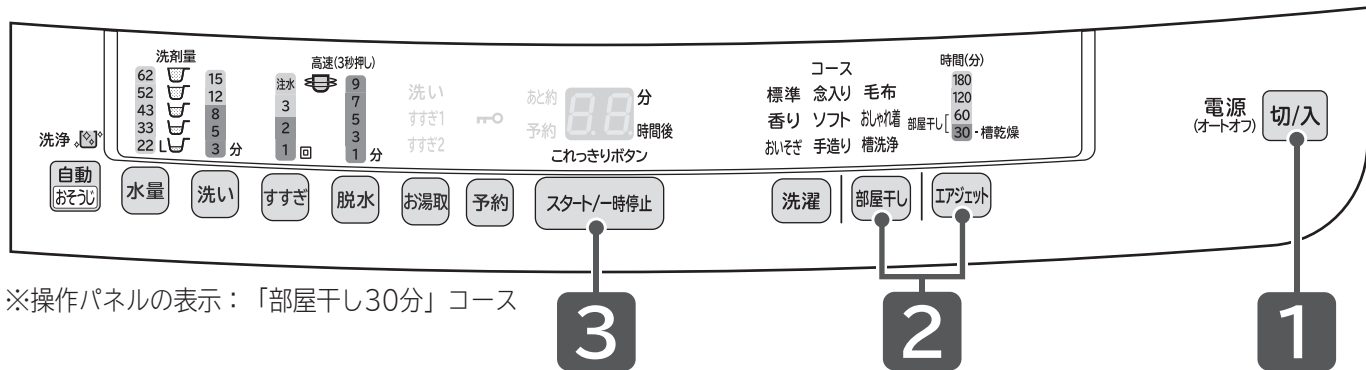 洗剤量
62
52
43
33
22 L
15
12
8
5
3 分
注水
3
2
1 回
高速(3秒押し)
9
7
5
3
1 分
洗い
すすぎ1
すすぎ2
あと約
予約
88
分
時間後
これっきりボタン
コース
標準 念入り 毛布
香り ソフト おしゃれ着
おいそぎ 手造り 槽洗浄
時間(分)
180
120
60
30
部屋干し[
-槽乾燥
電源
(オートオフ)
切/入
洗浄
自動
おそうじ
水量
洗い
すすぎ
脱水
お湯取
予約
スタート/一時停止
洗濯
部屋干し
エアジェット
3
2
1
※操作パネルの表示：「部屋干し30分」コース